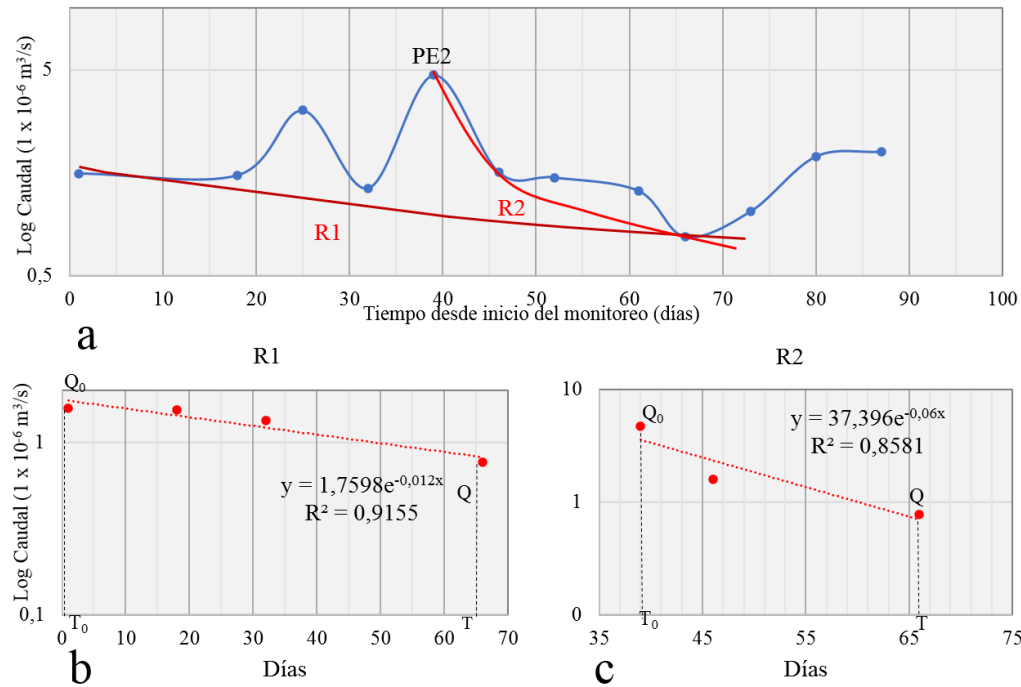 5
PE2
Log Caudal (1 x 10⁻⁶ m³/s)
R2
R1
0,5
0 10 20 30 40 50 60 70 80 90 100
Tiempo desde inicio del monitoreo (días)
a
R1
Q₀
1
y = 1,7598e⁻⁰,⁰¹²ˣ
R² = 0,9155
Q
Log Caudal (1 x 10⁻⁶ m³/s)
0,1
T₀
T
0 10 20 30 40 50 60 70
b
Días
R2
10
Q₀
y = 37,396e⁻⁰,⁰⁶ˣ
R² = 0,8581
1
Q
0
T₀
T
35 45 55 65 75
c
Días